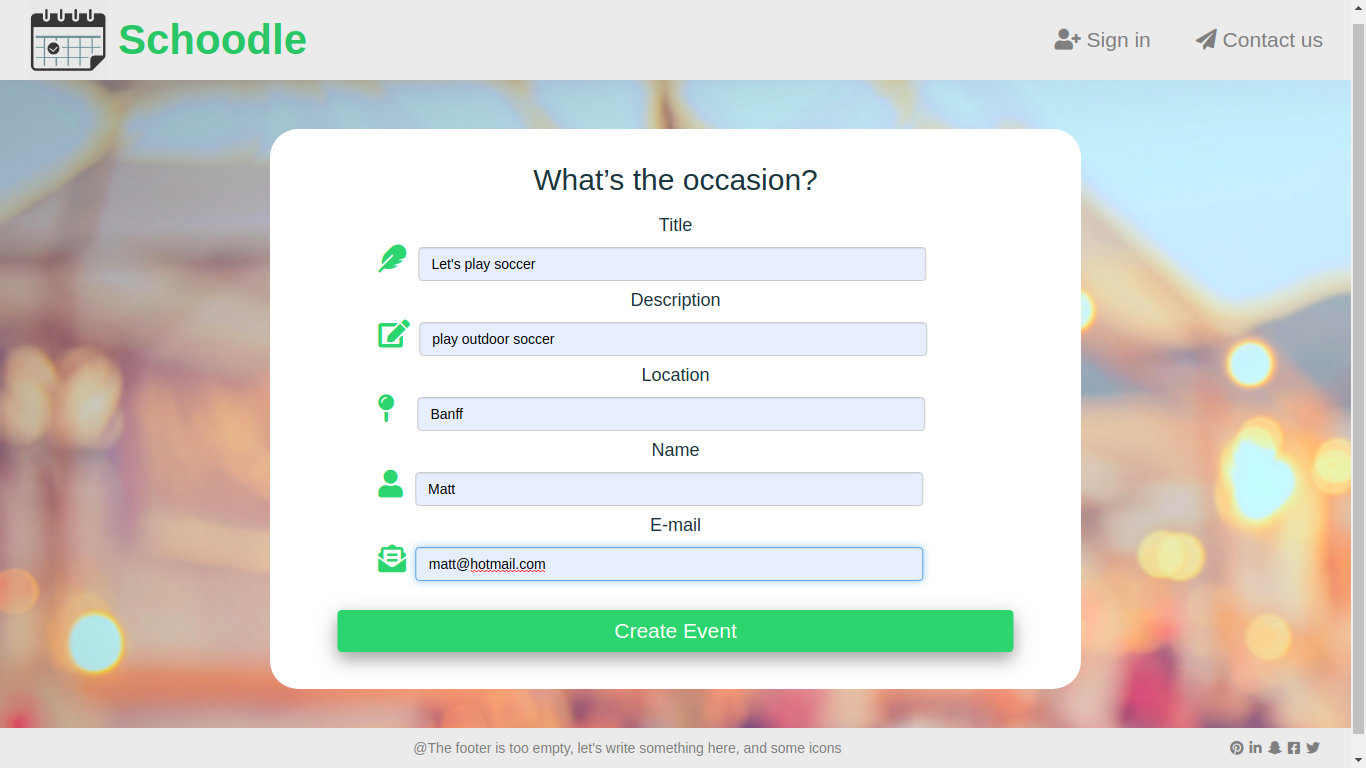 Schoodle
Sign in
Contact us
What’s the occasion?
Title
Let's play soccer
Description
play outdoor soccer
Location
Banff
Name
Matt
E-mail
matt@hotmail.com
Create Event
@The footer is too empty, let's write something here, and some icons